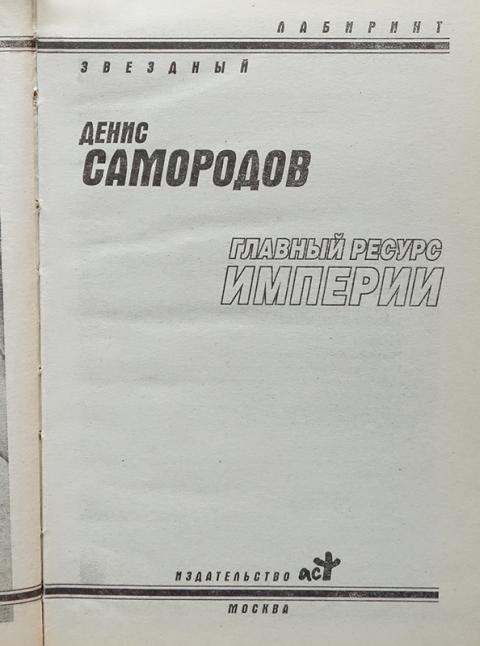 ЛАБИРИНТ
ЗВЕЗДНЫЙ
ДЕНИС
САМОРОДОВ
ГЛАВНЫЙ РЕСУРС
ИМПЕРИИ
ИЗДАТЕЛЬСТВО аст
МОСКВА